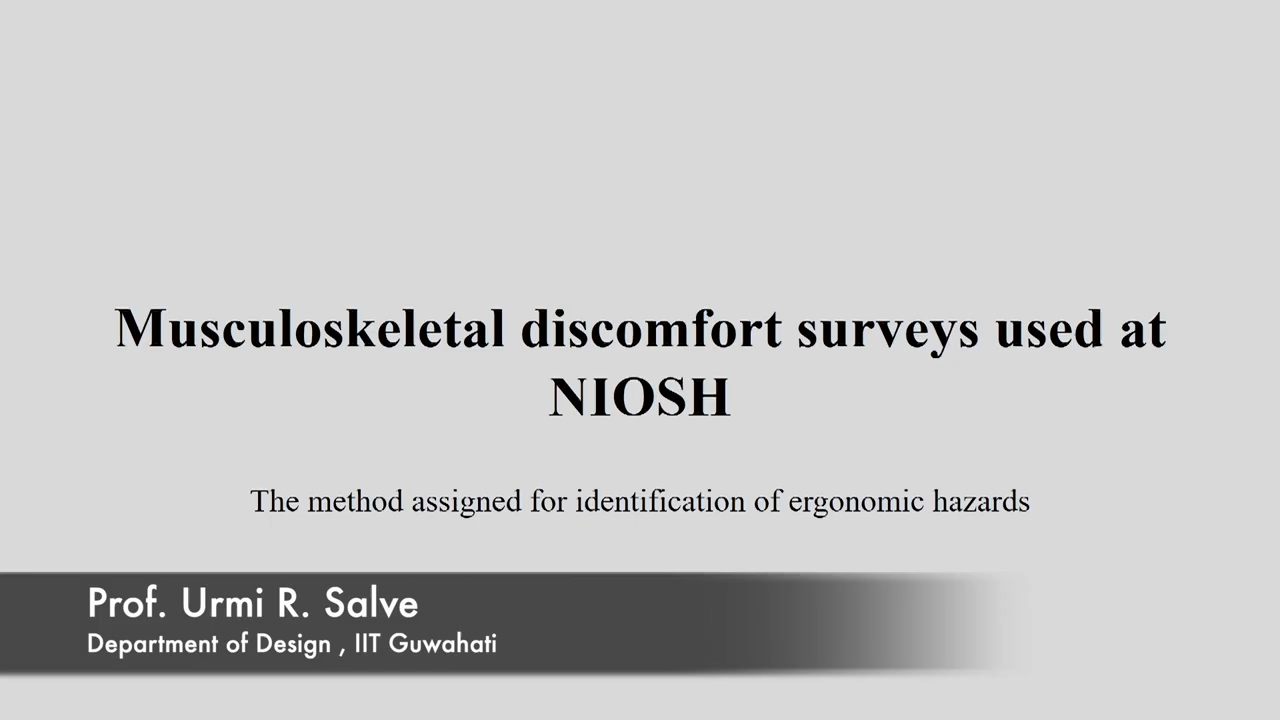 Musculoskeletal discomfort surveys used at
NIOSH
The method assigned for identification of ergonomic hazards
Prof. Urmi R. Salve
Department of Design , IIT Guwahati